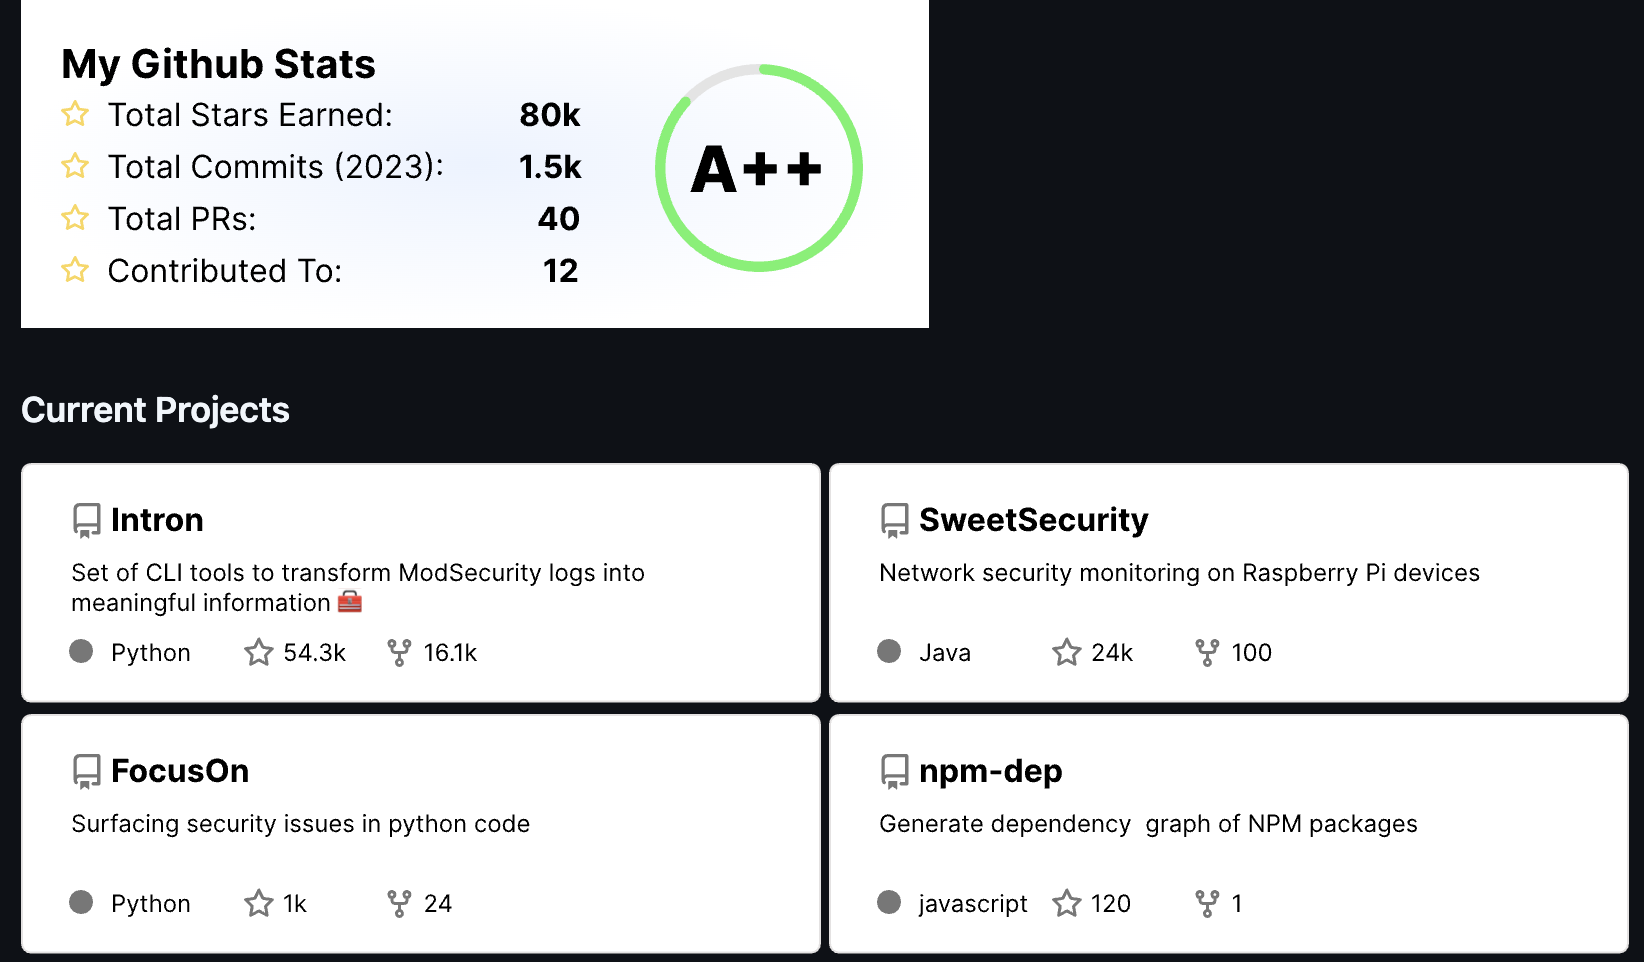 My Github Stats
Total Stars Earned: 80k
Total Commits (2023): 1.5k
Total PRs: 40
Contributed To: 12
A++
Current Projects
Intron
Set of CLI tools to transform ModSecurity logs into
meaningful information 🧰
Python 54.3k 16.1k
SweetSecurity
Network security monitoring on Raspberry Pi devices
Java 24k 100
FocusOn
Surfacing security issues in python code
Python 1k 24
npm-dep
Generate dependency  graph of NPM packages
javascript 120 1